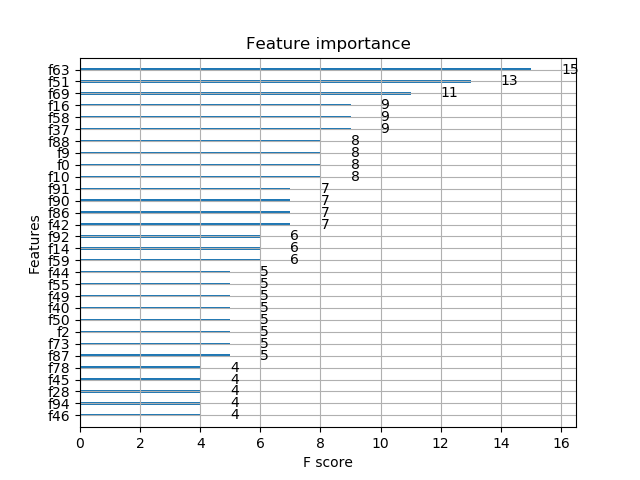 Feature importance
f63 15
f51 13
f69 11
f16 9
f58 9
f37 9
f88 8
f9 8
f0 8
f10 8
f91 7
f90 7
f86 7
f42 7
f92 6
f14 6
f59 6
f44 5
f55 5
f49 5
f40 5
f50 5
f2 5
f73 5
f87 5
f78 4
f45 4
f28 4
f94 4
f46 4
Features
0 2 4 6 8 10 12 14 16
F score